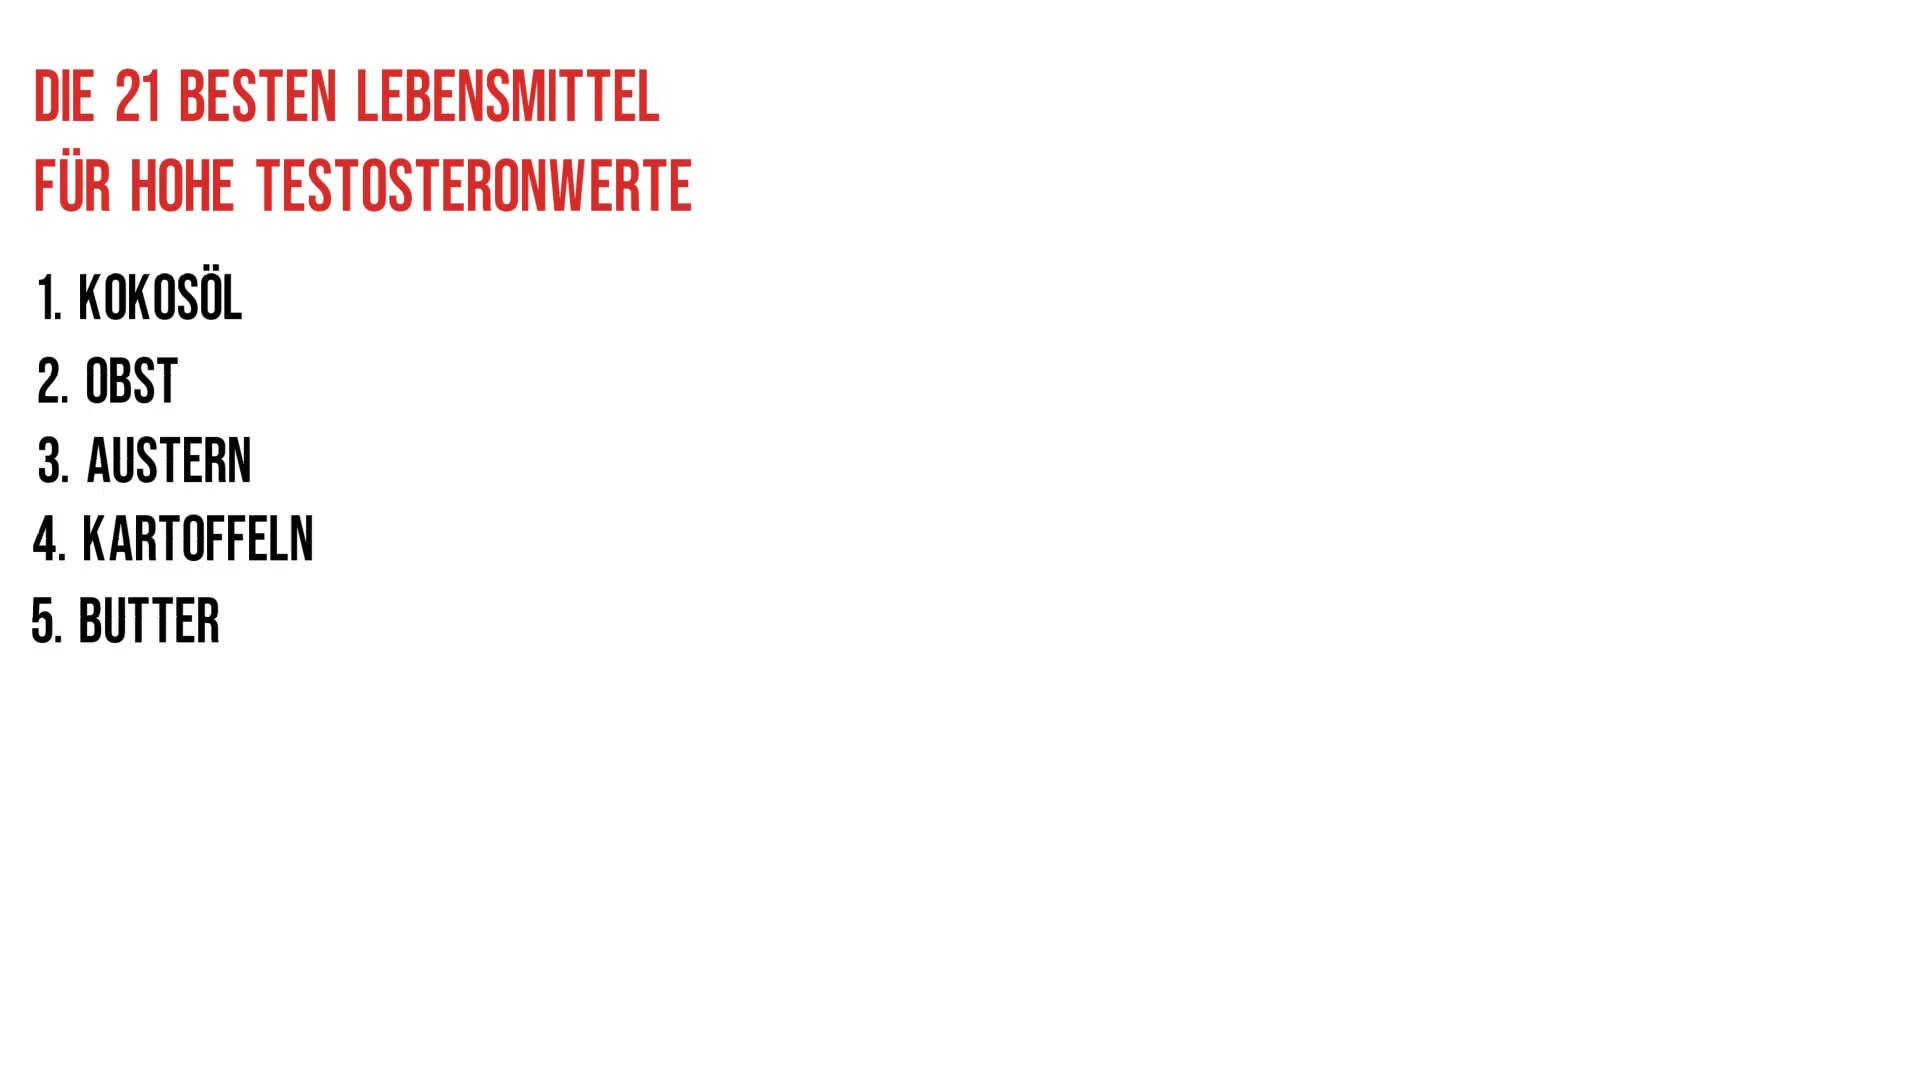 DIE 21 BESTEN LEBENSMITTEL
FÜR HOHE TESTOSTERONWERTE
1. KOKOSÖL
2. OBST
3. AUSTERN
4. KARTOFFELN
5. BUTTER